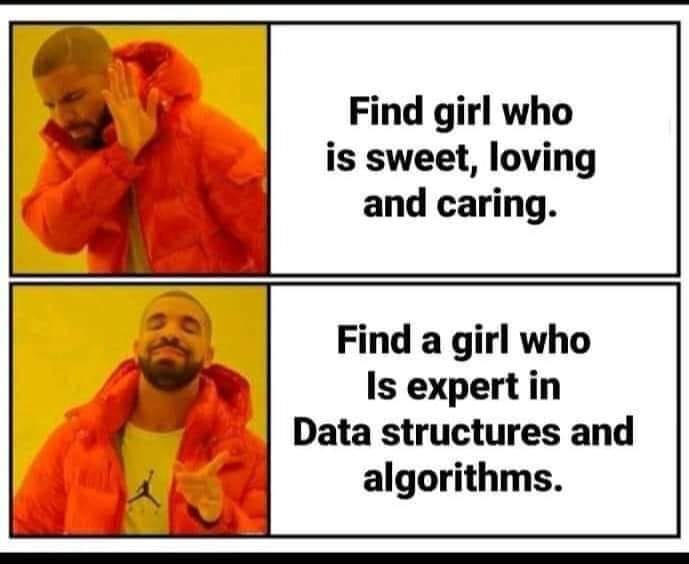 Find girl who
is sweet, loving
and caring.
Find a girl who
Is expert in
Data structures and
algorithms.